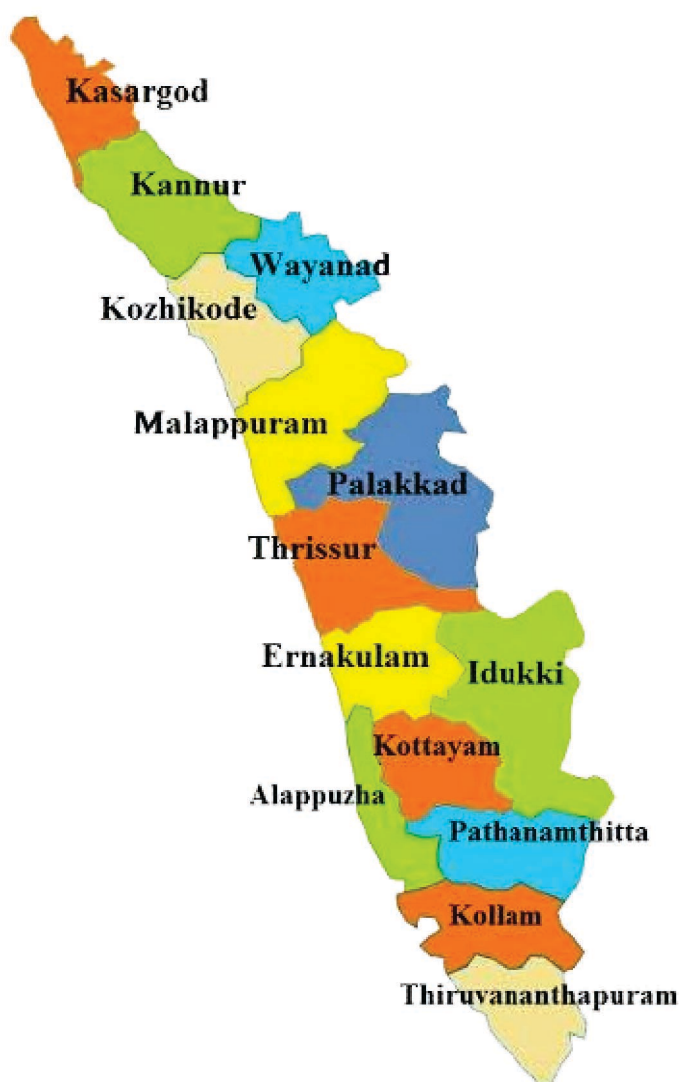 Kasargod
Kannur
Wayanad
Kozhikode
Malappuram
Palakkad
Thrissur
Ernakulam
Idukki
Kottayam
Alappuzha
Pathanamthitta
Kollam
Thiruvananthapuram